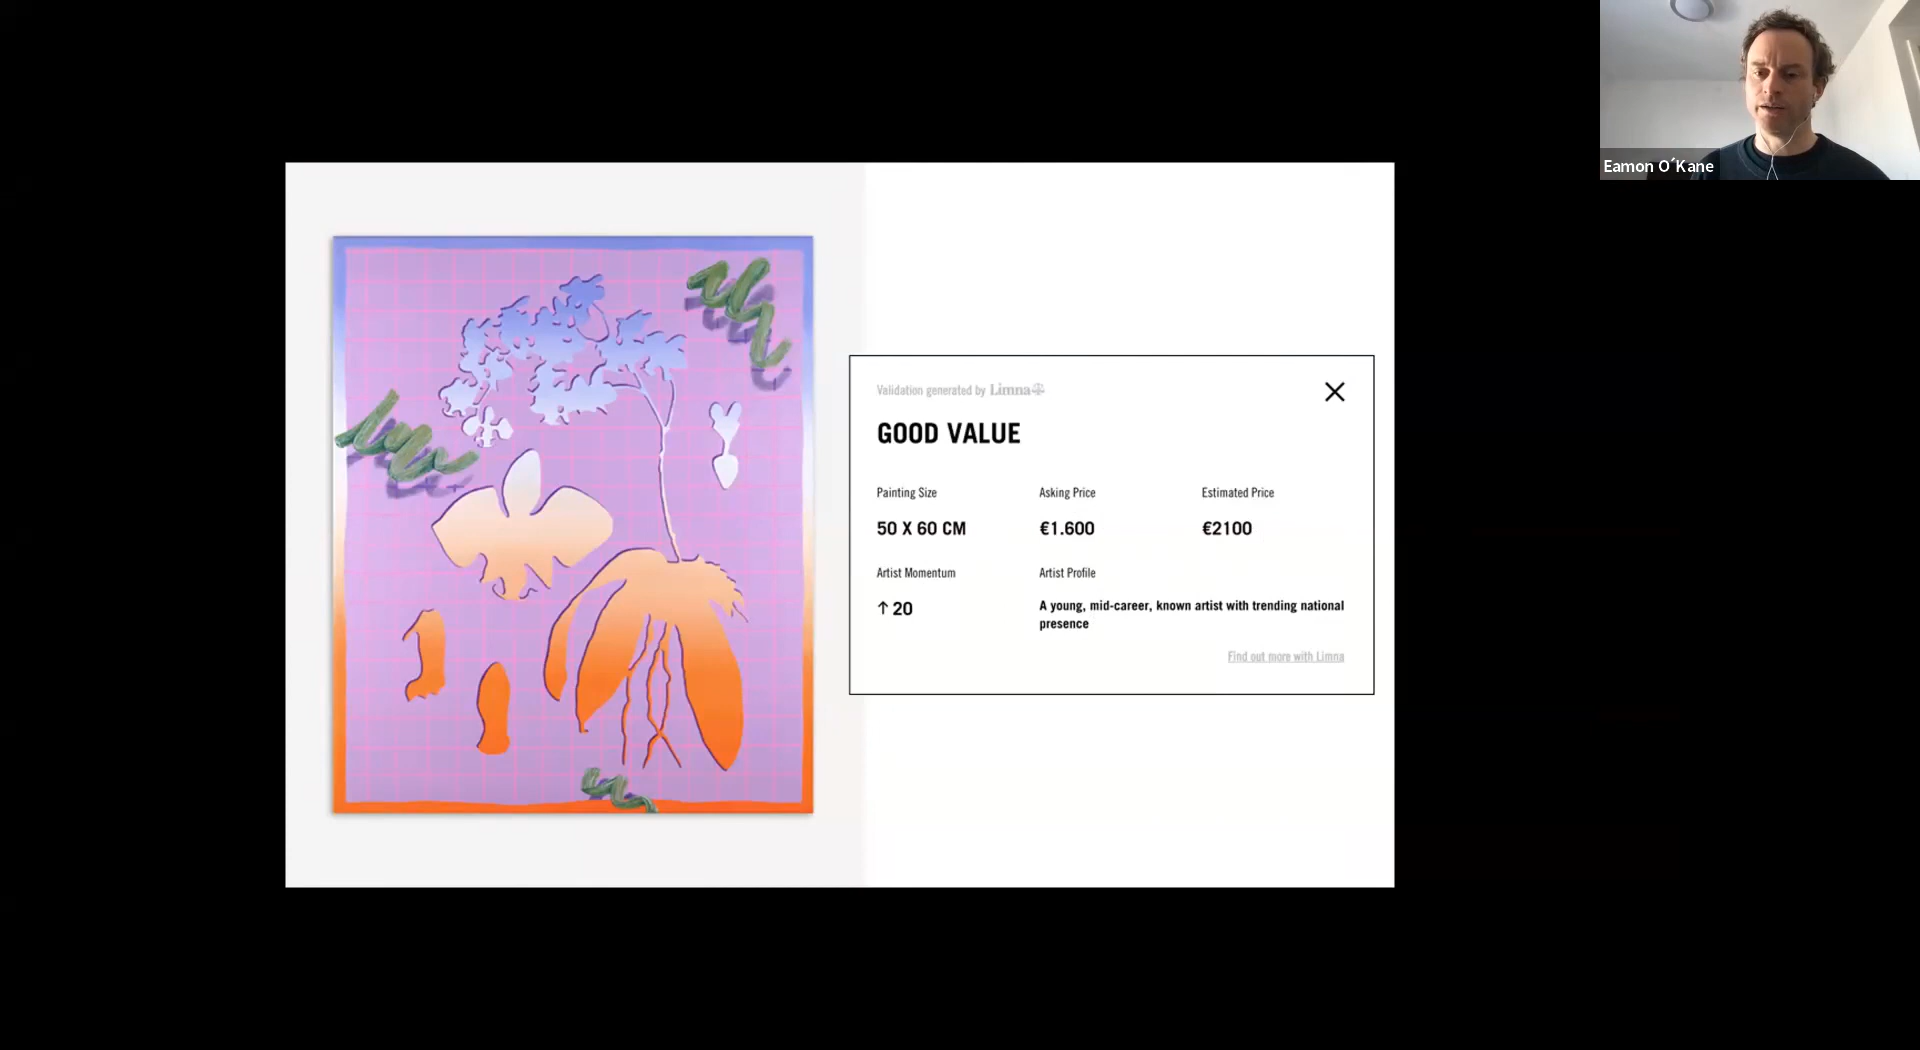 Eamon O´Kane
Validation generated by Limna
GOOD VALUE
Painting Size
Asking Price
Estimated Price
50 X 60 CM
€1.600
€2100
Artist Momentum
Artist Profile
↑ 20
A young, mid-career, known artist with trending national
presence
Find out more with Limna